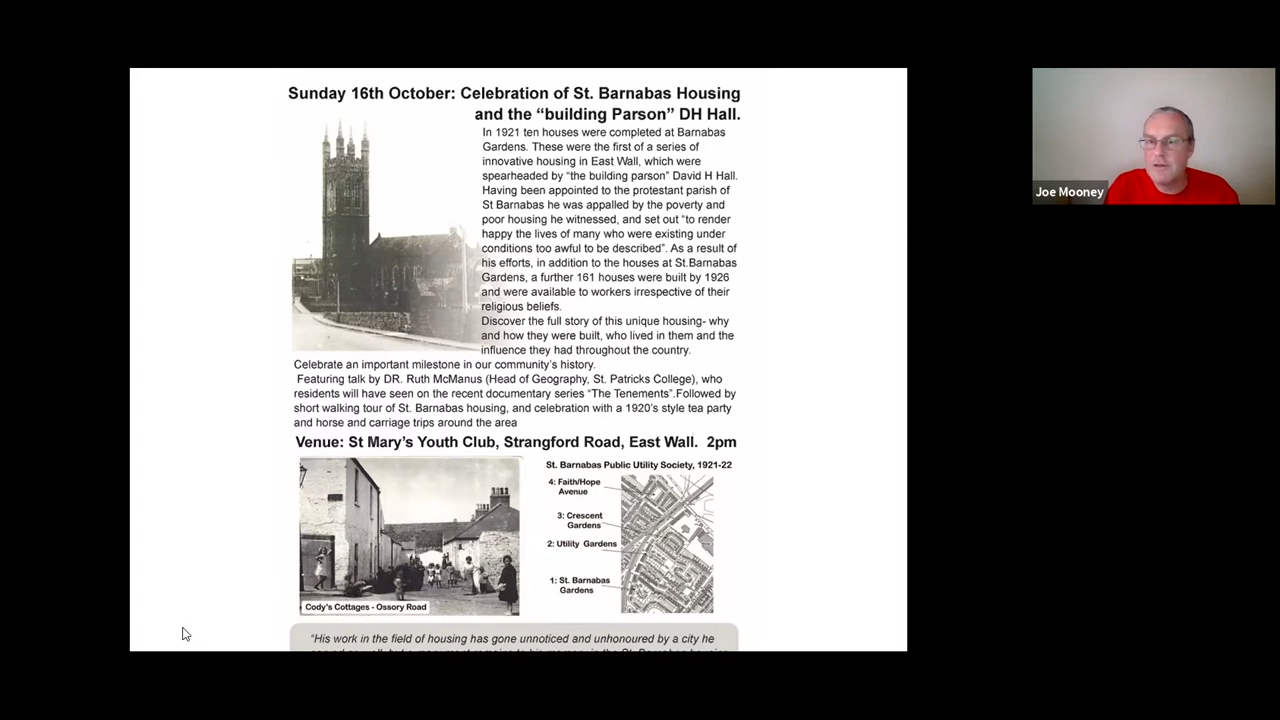 Sunday 16th October: Celebration of St. Barnabas Housing
and the “building Parson” DH Hall.
In 1921 ten houses were completed at Barnabas
Gardens. These were the first of a series of
innovative housing in East Wall, which were
spearheaded by “the building parson” David H Hall.
Having been appointed to the protestant parish of
St Barnabas he was appalled by the poverty and
poor housing he witnessed, and set out “to render
happy the lives of many who were existing under
conditions too awful to be described”. As a result of
his efforts, in addition to the houses at St.Barnabas
Gardens, a further 161 houses were built by 1926
and were available to workers irrespective of their
religious beliefs.
Discover the full story of this unique housing- why
and how they were built, who lived in them and the
influence they had throughout the country.
Celebrate an important milestone in our community’s history.
Featuring talk by DR. Ruth McManus (Head of Geography, St. Patricks College), who
residents will have seen on the recent documentary series “The Tenements”.Followed by
short walking tour of St. Barnabas housing, and celebration with a 1920’s style tea party
and horse and carriage trips around the area
Venue: St Mary’s Youth Club, Strangford Road, East Wall. 2pm
St. Barnabas Public Utility Society, 1921-22
4: Faith/Hope
Avenue
3: Crescent
Gardens
2: Utility Gardens
1: St. Barnabas
Gardens
Cody’s Cottages - Ossory Road
“His work in the field of housing has gone unnoticed and unhonoured by a city he
Joe Mooney